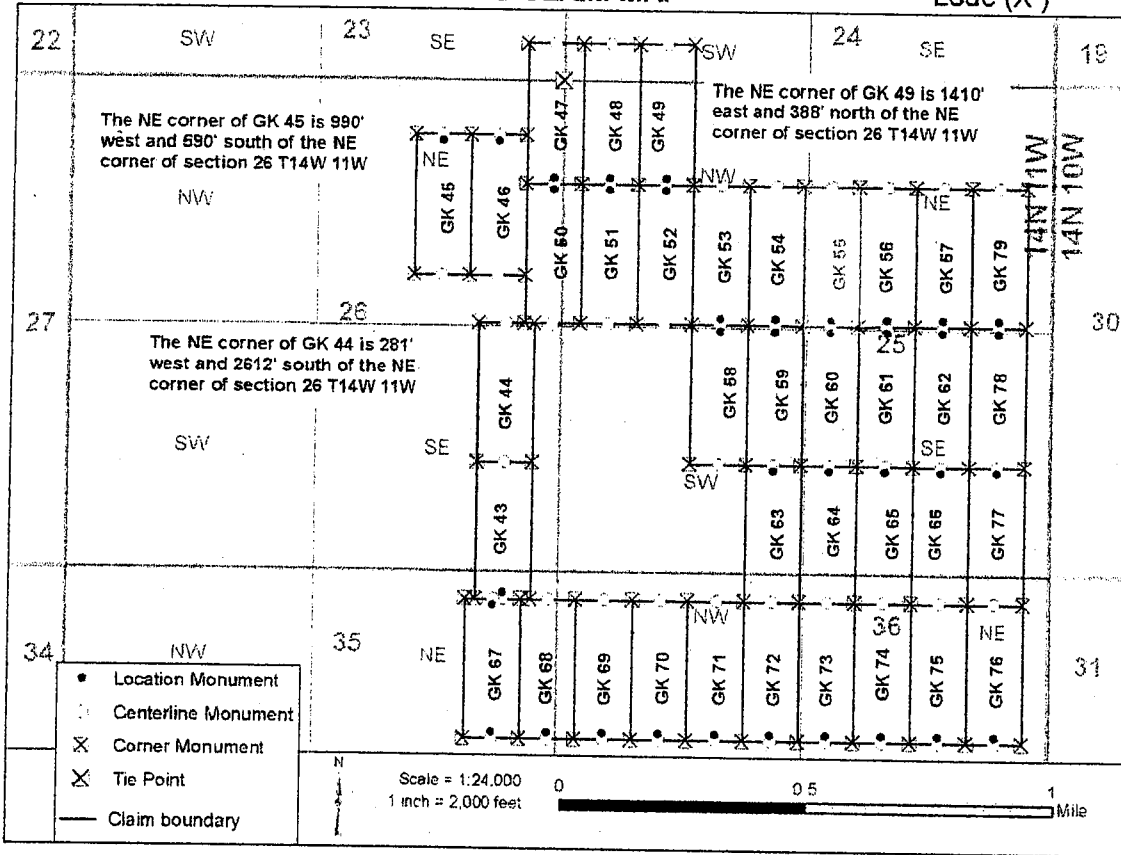 Lode (X )
22 SW 23 SE SW 24 SE 19
The NE corner of GK 45 is 990'
west and 590' south of the NE
corner of section 26 T14W 11W
The NE corner of GK 49 is 1410'
east and 388' north of the NE
corner of section 26 T14W 11W
GK 47 GK 48 GK 49
NE NW NW NE
14N 11W
14N 10W
GK 45 GK 46 GK 50 GK 51 GK 52 GK 53 GK 54 GK 55 GK 56 GK 57 GK 79
27 26 25 30
The NE corner of GK 44 is 281'
west and 2612' south of the NE
corner of section 26 T14W 11W
GK 44 GK 58 GK 59 GK 60 GK 61 GK 62 GK 78
SW SE SW SE
GK 43 GK 63 GK 64 GK 65 GK 66 GK 77
34 NW 35 NE NW 36 NE 31
GK 67 GK 68 GK 69 GK 70 GK 71 GK 72 GK 73 GK 74 GK 75 GK 76
Location Monument
Centerline Monument
Corner Monument
Tie Point
Claim boundary
N
Scale = 1:24,000
1 inch = 2,000 feet
0 0.5 1
Mile